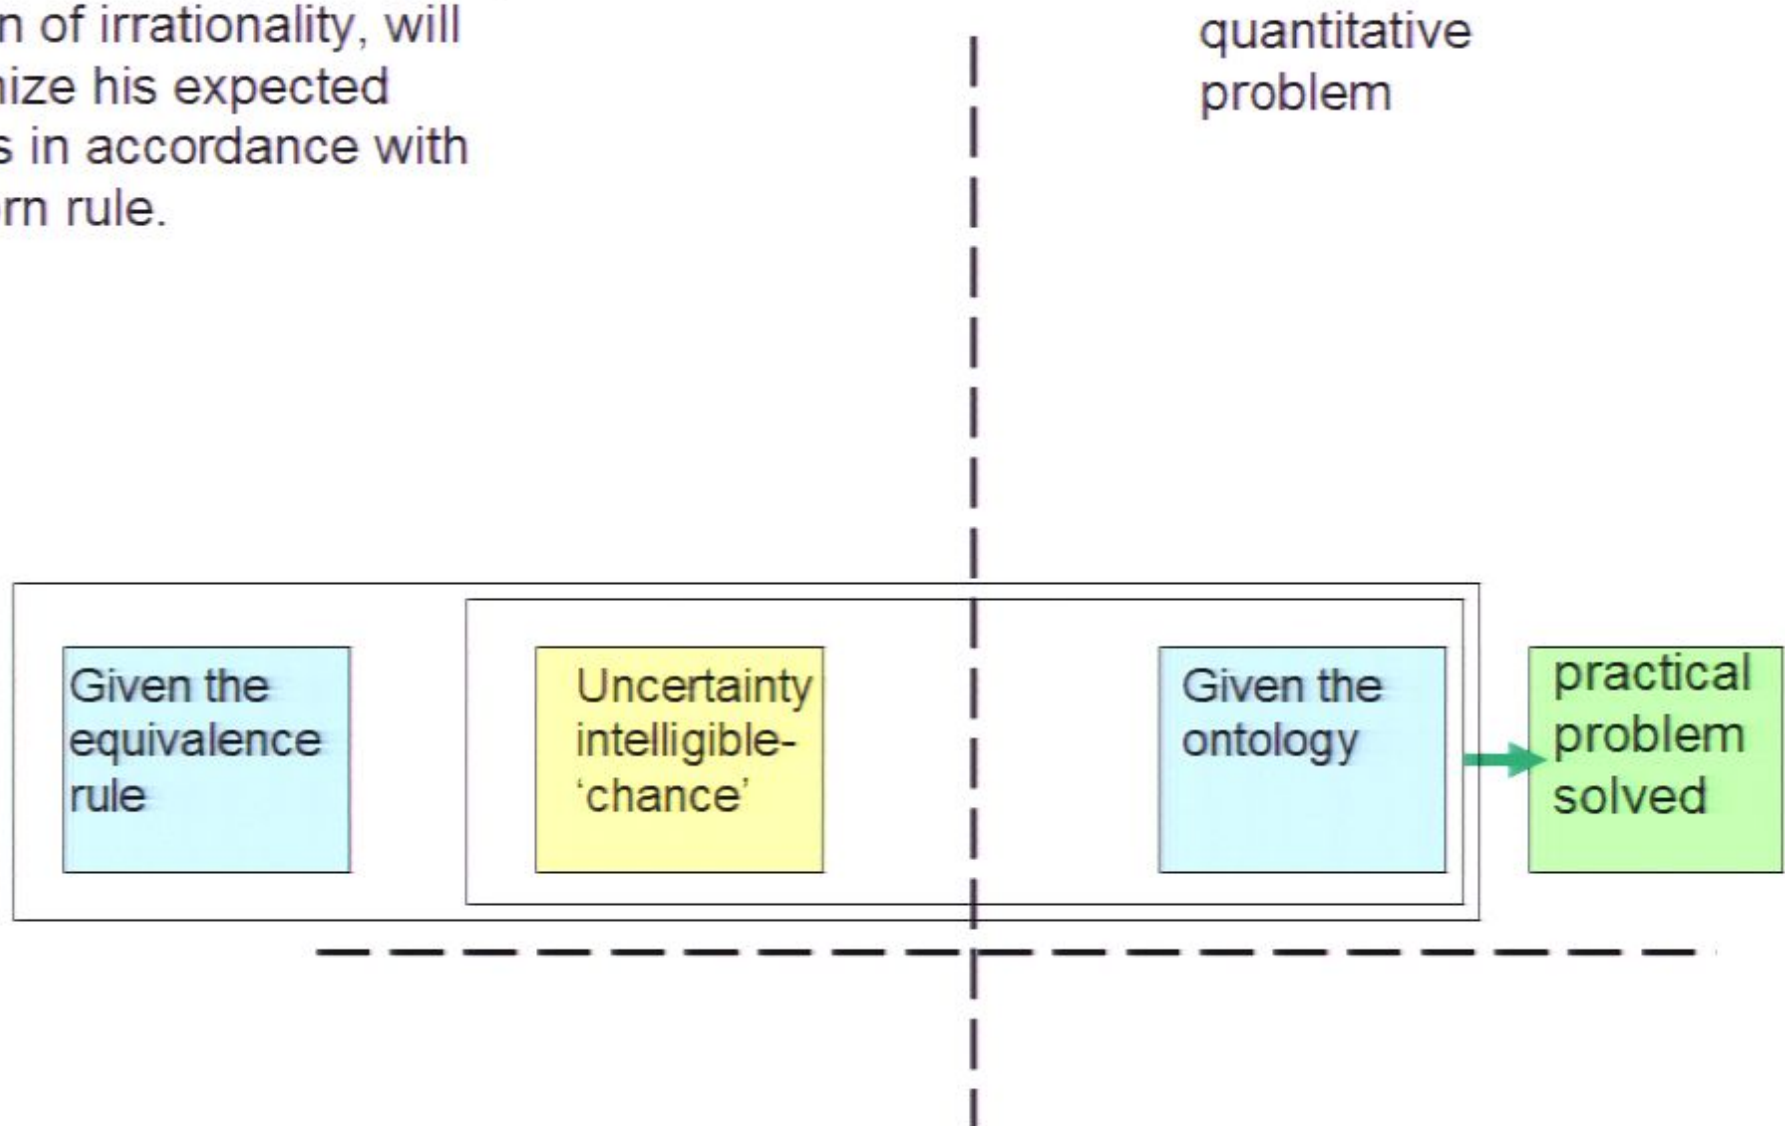 n of irrationality, will
nize his expected
s in accordance with
rn rule.
quantitative
problem
Given the
equivalence
rule
Uncertainty
intelligible-
‘chance’
Given the
ontology
practical
problem
solved